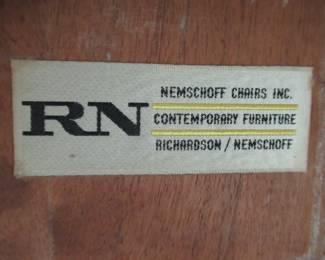 RN
NEMSCHOFF CHAIRS INC.
CONTEMPORARY FURNITURE
RICHARDSON / NEMSCHOFF